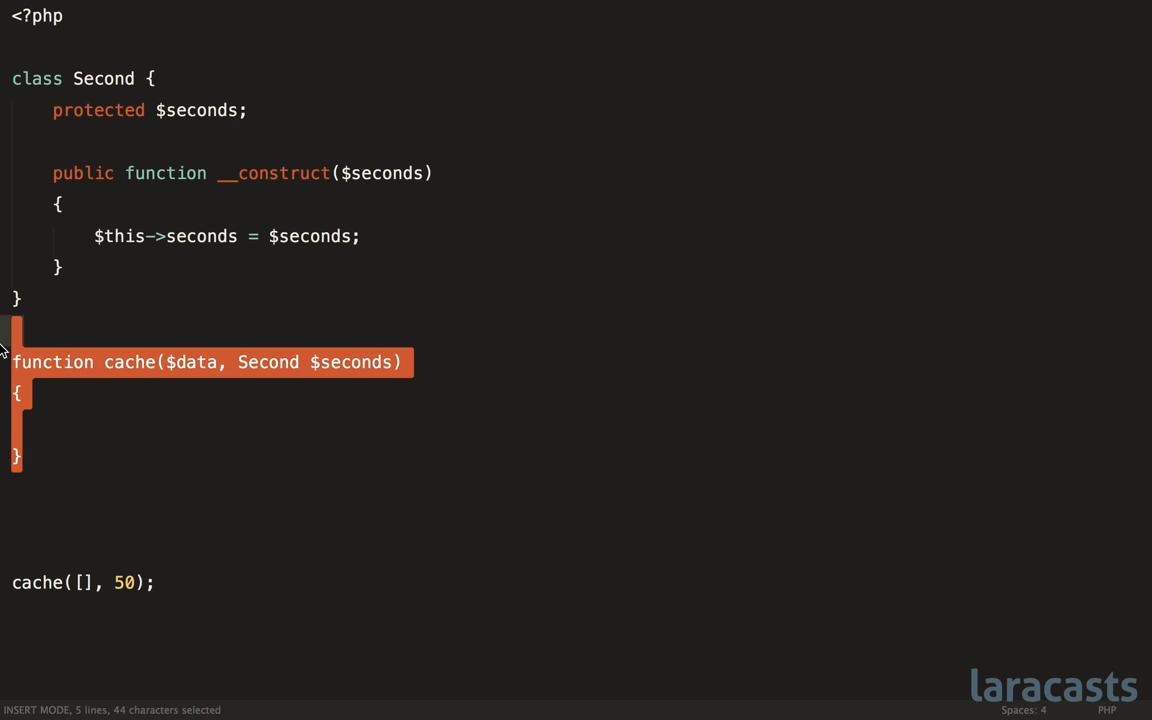 <?php
class Second {
    protected $seconds;
    public function __construct($seconds)
    {
        $this->seconds = $seconds;
    }
}
function cache($data, Second $seconds)
{
}
cache([], 50);
laracasts
INSERT MODE, 5 lines, 44 characters selected
Spaces: 4
PHP